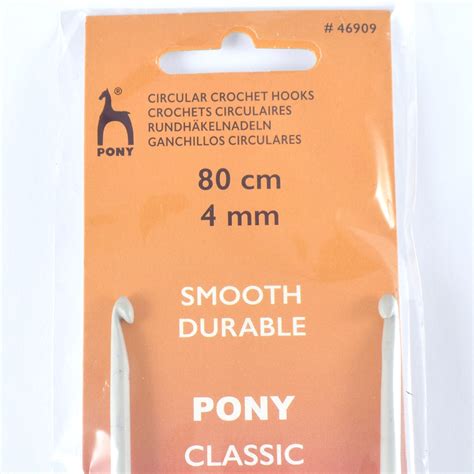 # 46909
®
PONY
CIRCULAR CROCHET HOOKS
CROCHETS CIRCULAIRES
RUNDHÄKELNADELN
GANCHILLOS CIRCULARES
80 cm
4 mm
SMOOTH
DURABLE
PONY
CLASSIC